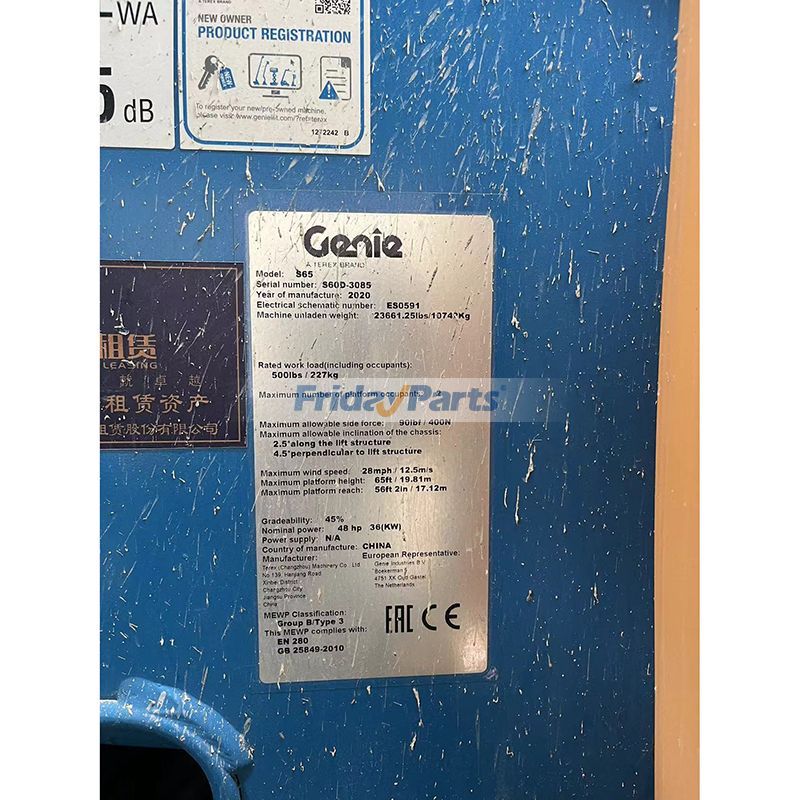 -WA
5 dB
A TEREX BRAND
NEW OWNER
PRODUCT REGISTRATION
To register your new/pre-owned machine,
please visit www.genielift.com/?ref=terex
1272242 B
租赁
LEASING
就 卓 越
租赁资产
租赁股份有限公司
Genie
A TEREX BRAND
Model: S65
Serial number: S60D-3085
Year of manufacture: 2020
Electrical schematic number: ES0591
Machine unladen weight: 23661.25lbs/10742Kg
Rated work load(including occupants):
500lbs / 227kg
FridayParts
Maximum number of platform occupants: 2
Maximum allowable side force: 90lbf / 400N
Maximum allowable inclination of the chassis:
2.5°along the lift structure
4.5°perpendicular to lift structure
Maximum wind speed: 28mph / 12.5m/s
Maximum platform height: 65ft / 19.81m
Maximum platform reach: 56ft 2in / 17.12m
Gradeability: 45%
Nominal power: 48 hp 36(KW)
Power supply: N/A
Country of manufacture: CHINA
Manufacturer: European Representative:
Terex (Changzhou) Machinery Co. Ltd Genie Industries B.V
No 139, Hanjiang Road Boekerman 5
Xinbei District 4751 XK Oud Gastel
Changzhou City The Netherlands
Jiangsu Province
China
MEWP Classification:
Group B/Type 3
This MEWP complies with:
EN 280
GB 25849-2010
EAC CE